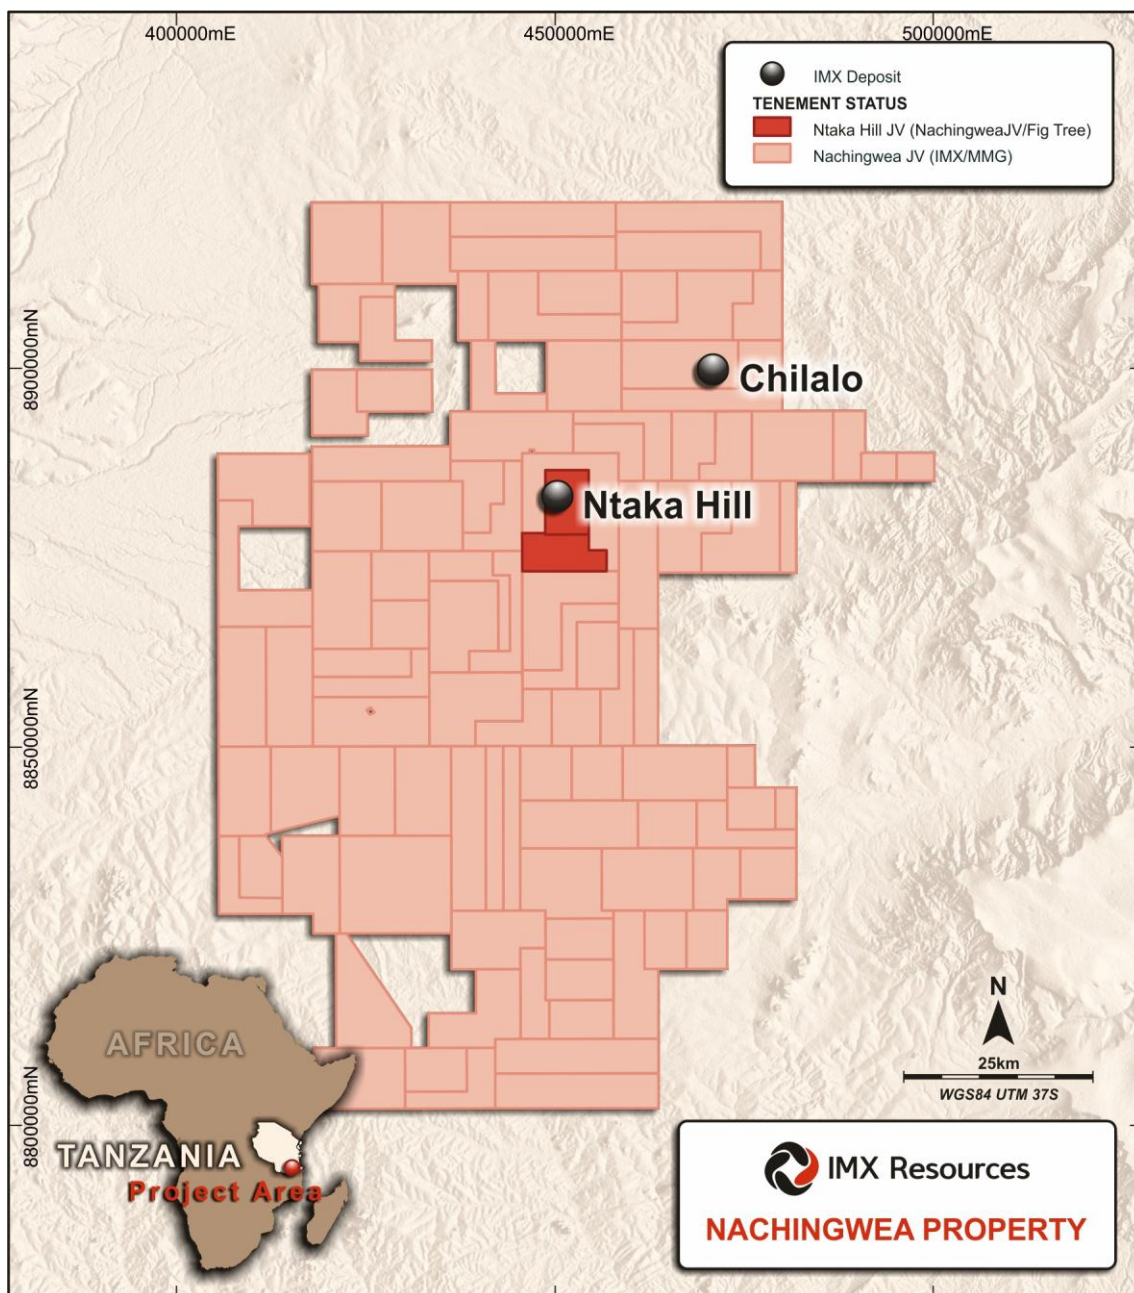 400000mE
450000mE
500000mE
IMX Deposit
TENEMENT STATUS
Ntaka Hill JV (NachingweaJV/Fig Tree)
Nachingwea JV (IMX/MMG)
8900000mN
Chilalo
Ntaka Hill
8850000mN
AFRICA
N
25km
WGS84 UTM 37S
8800000mN
TANZANIA
Project Area
IMX Resources
NACHINGWEA PROPERTY